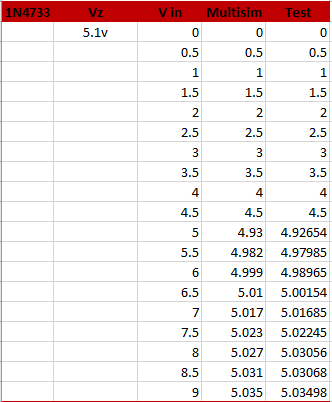 1N4733 Vz V in Multisim Test
5.1v 0 0 0
0.5 0.5 0.5
1 1 1
1.5 1.5 1.5
2 2 2
2.5 2.5 2.5
3 3 3
3.5 3.5 3.5
4 4 4
4.5 4.5 4.5
5 4.93 4.92654
5.5 4.982 4.97985
6 4.999 4.98965
6.5 5.01 5.00154
7 5.017 5.01685
7.5 5.023 5.02245
8 5.027 5.03056
8.5 5.031 5.03068
9 5.035 5.03498